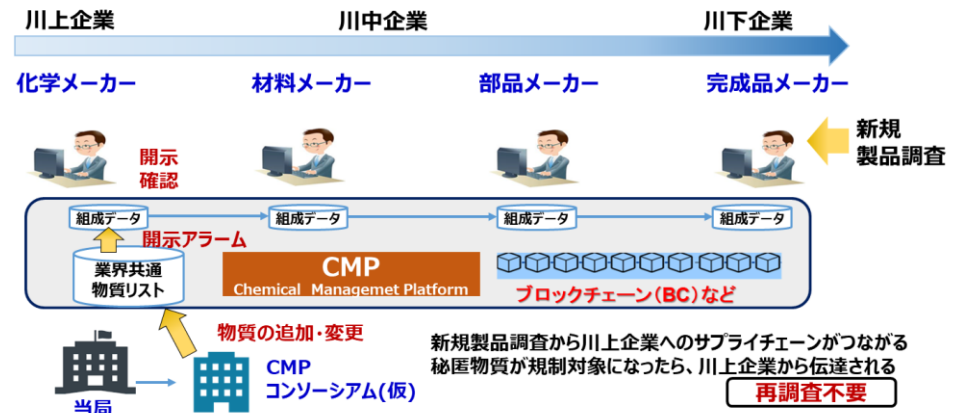 川上企業
川中企業
川下企業
化学メーカー
材料メーカー
部品メーカー
完成品メーカー
新規
製品調査
開示
確認
組成データ
組成データ
組成データ
組成データ
開示アラーム
業界共通
物質リスト
CMP
Chemical Managemet Platform
ブロックチェーン(BC)など
物質の追加・変更
新規製品調査から川上企業へのサプライチェーンがつながる
秘匿物質が規制対象になったら、川上企業から伝達される
再調査不要
当局
CMP
コンソーシアム(仮)